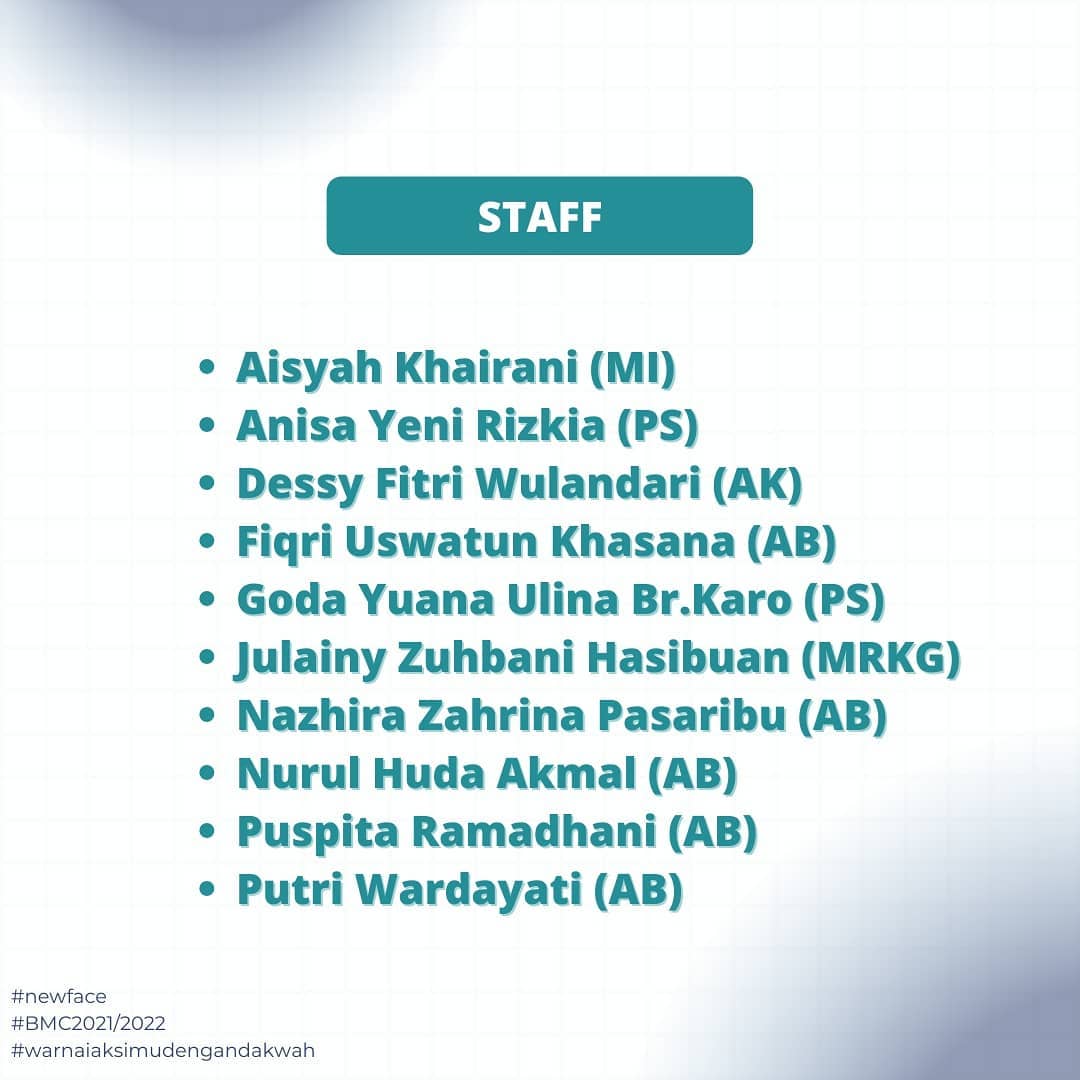 STAFF
• Aisyah Khairani (MI)
• Anisa Yeni Rizkia (PS)
• Dessy Fitri Wulandari (AK)
• Fiqri Uswatun Khasana (AB)
• Goda Yuana Ulina Br.Karo (PS)
• Julainy Zuhbani Hasibuan (MRKG)
• Nazhira Zahrina Pasaribu (AB)
• Nurul Huda Akmal (AB)
• Puspita Ramadhani (AB)
• Putri Wardayati (AB)
#newface
#BMC2021/2022
#warnaiaksimudengandakwah